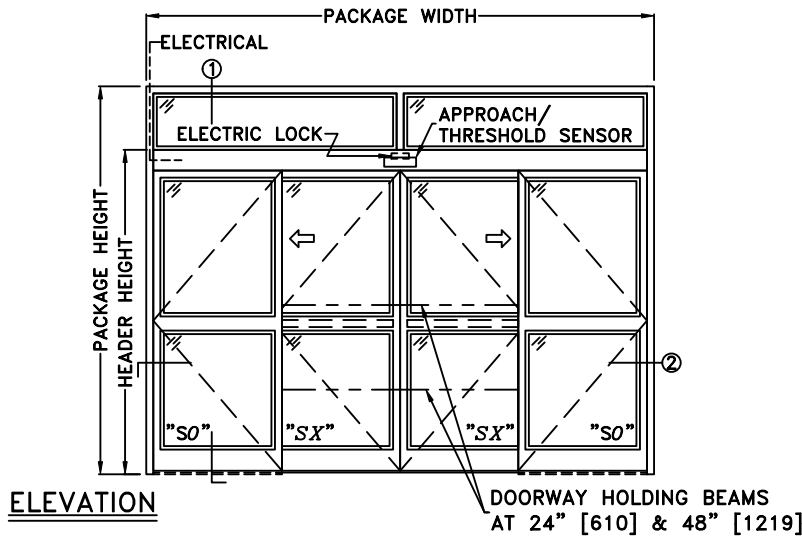 PACKAGE WIDTH
ELECTRICAL
1
APPROACH/
THRESHOLD SENSOR
ELECTRIC LOCK
PACKAGE HEIGHT
HEADER HEIGHT
2
"SO"
"SX"
"SX"
"SO"
ELEVATION
DOORWAY HOLDING BEAMS
AT 24" [610] & 48" [1219]